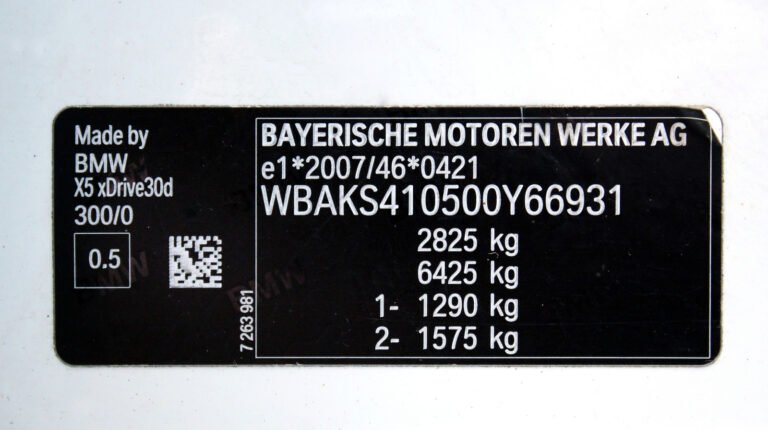 Made by
BMW
X5 xDrive30d
300/0
0.5
7 263 981
BAYERISCHE MOTOREN WERKE AG
e1*2007/46*0421
WBAKS410500Y66931
2825 kg
6425 kg
1- 1290 kg
2- 1575 kg